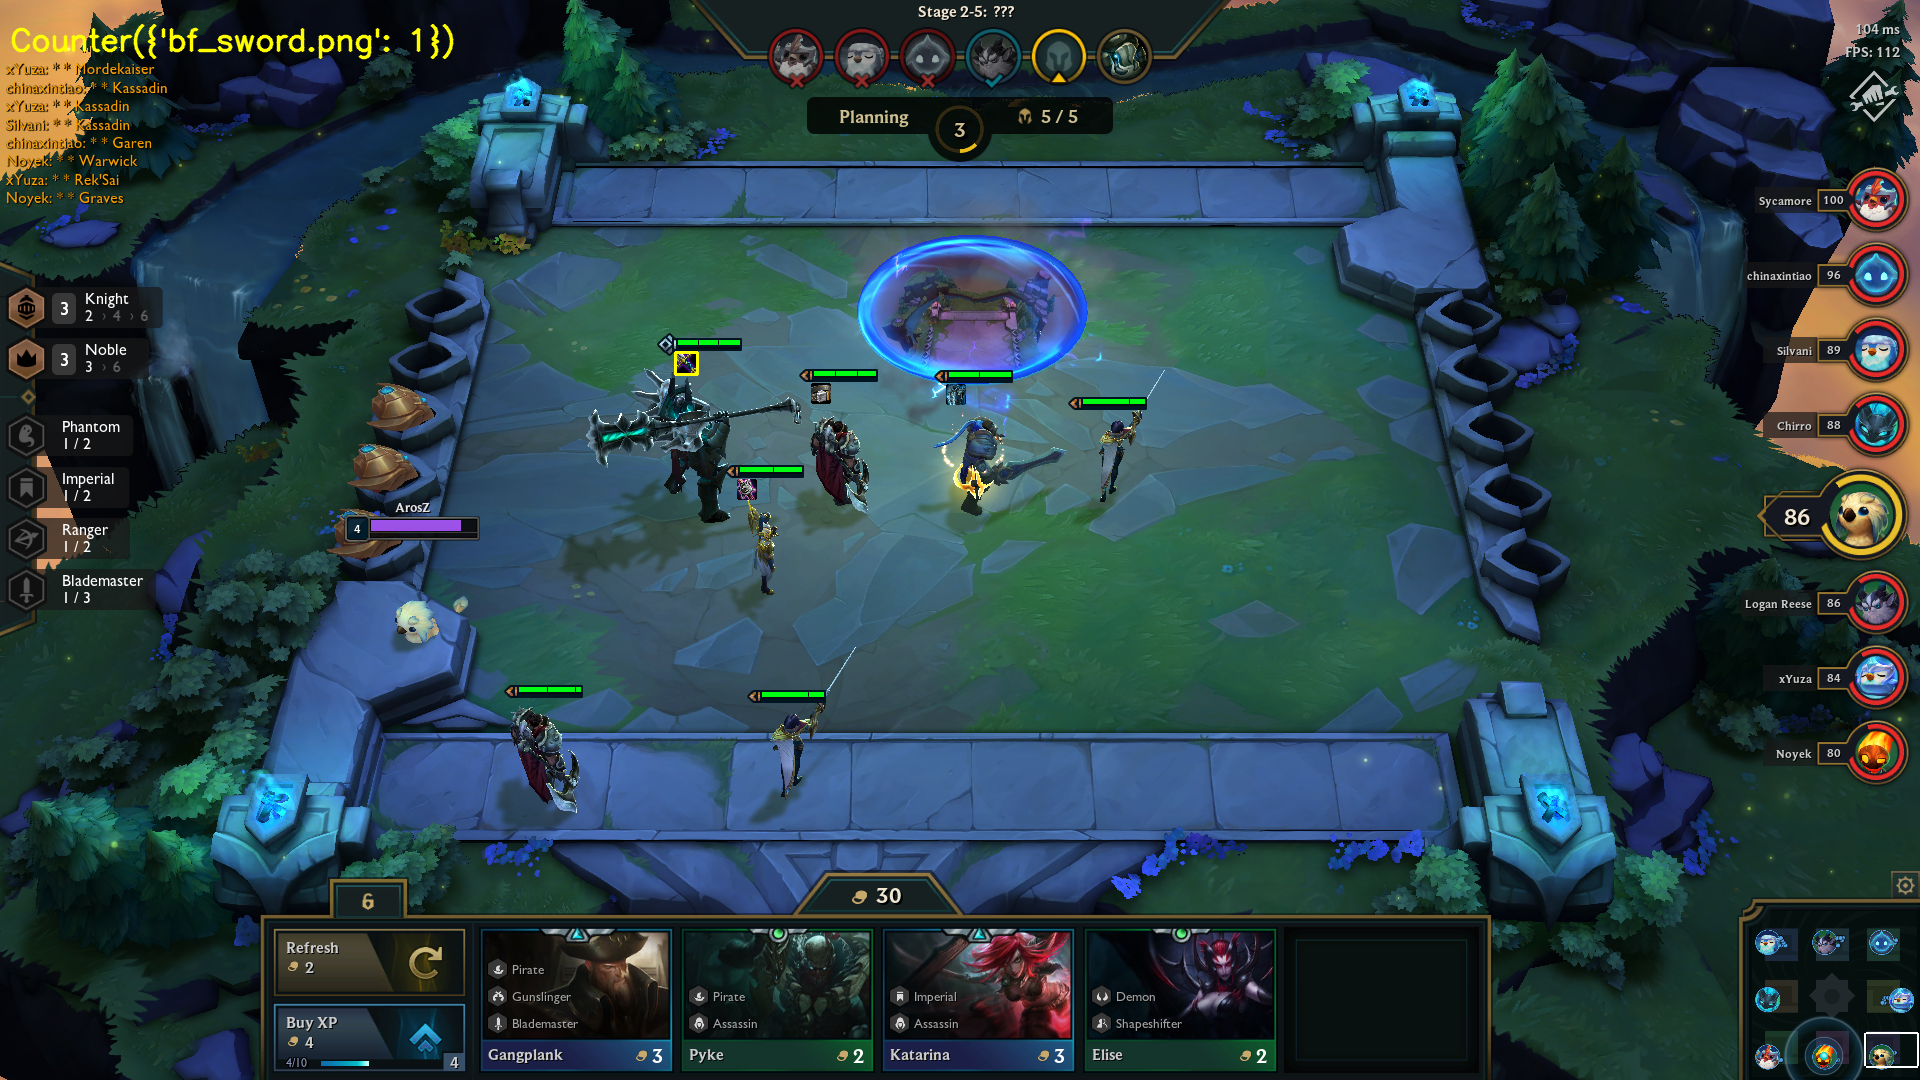 Stage 2-5: ???
104 ms
FPS: 112
Counter({'bf_sword.png': 1})
xYuza: * * Mordekaiser
chinaxintiao: * * Kassadin
xYuza: * * Kassadin
Silvani: * * Kassadin
chinaxintiao: * * Garen
Noyek: * * Warwick
xYuza: * * Rek'Sai
Noyek: * * Graves
Planning
3
5 / 5
Sycamore 100
chinaxintiao 96
Silvani 89
Chirro 88
86
Logan Reese 86
xYuza 84
Noyek 80
3 Knight
2 › 4 › 6
3 Noble
3 › 6
Phantom
1 / 2
Imperial
1 / 2
Ranger
1 / 2
Blademaster
1 / 3
ArosZ
4
6
30
Refresh
2
Buy XP
4
4/10
4
Pirate
Gunslinger
Blademaster
Gangplank 3
Pirate
Assassin
Pyke 2
Imperial
Assassin
Katarina 3
Demon
Shapeshifter
Elise 2